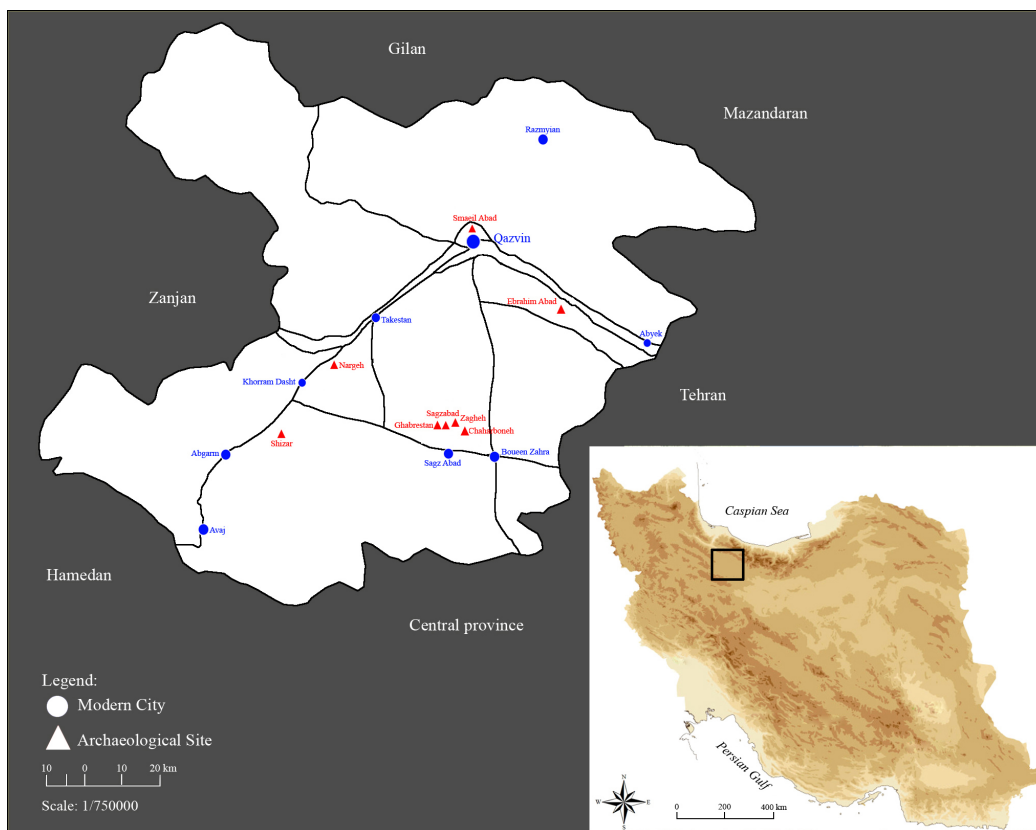 Gilan
Mazandaran
Razmyian
Smaeil Abad
Qazvin
Zanjan
Ebrahim Abad
Takestan
Abyek
Nargeh
Khorram Dasht
Tehran
Sagzabad
Zagheh
Ghabrestan
Chaharboneh
Shizar
Abgarm
Sagz Abad
Boueen Zahra
Avaj
Hamedan
Central province
Caspian Sea
Persian Gulf
N
W
E
S
0 200 400 km
Legend:
Modern City
Archaeological Site
10 0 10 20 km
Scale: 1/750000